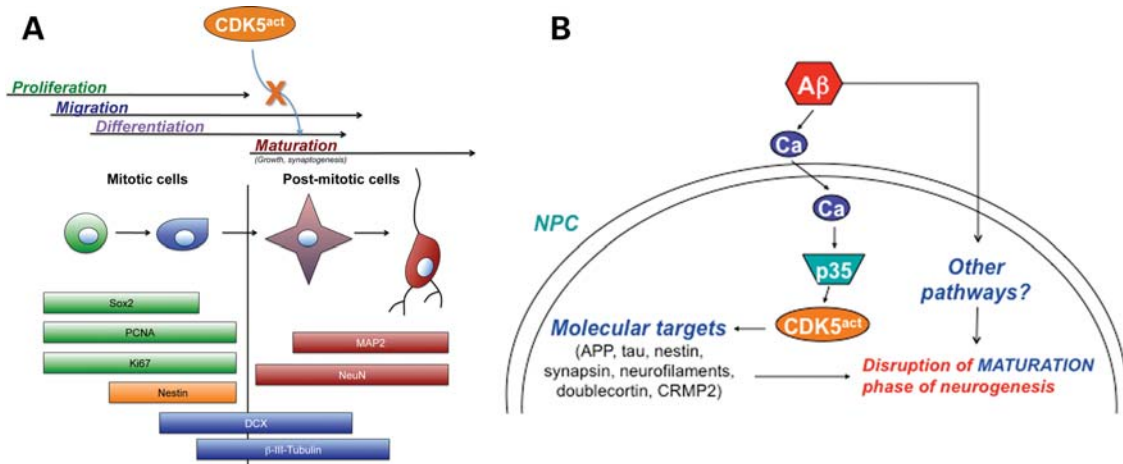 A
CDK5act
Proliferation
Migration
Differentiation
Maturation
(Growth, synaptogenesis)
Mitotic cells
Post-mitotic cells
Sox2
PCNA
Ki67
Nestin
DCX
β-III-Tubulin
MAP2
NeuN
B
Aβ
Ca
NPC
Ca
p35
CDK5act
Other
pathways?
Molecular targets
(APP, tau, nestin,
synapsin, neurofilaments,
doublecortin, CRMP2)
Disruption of MATURATION
phase of neurogenesis